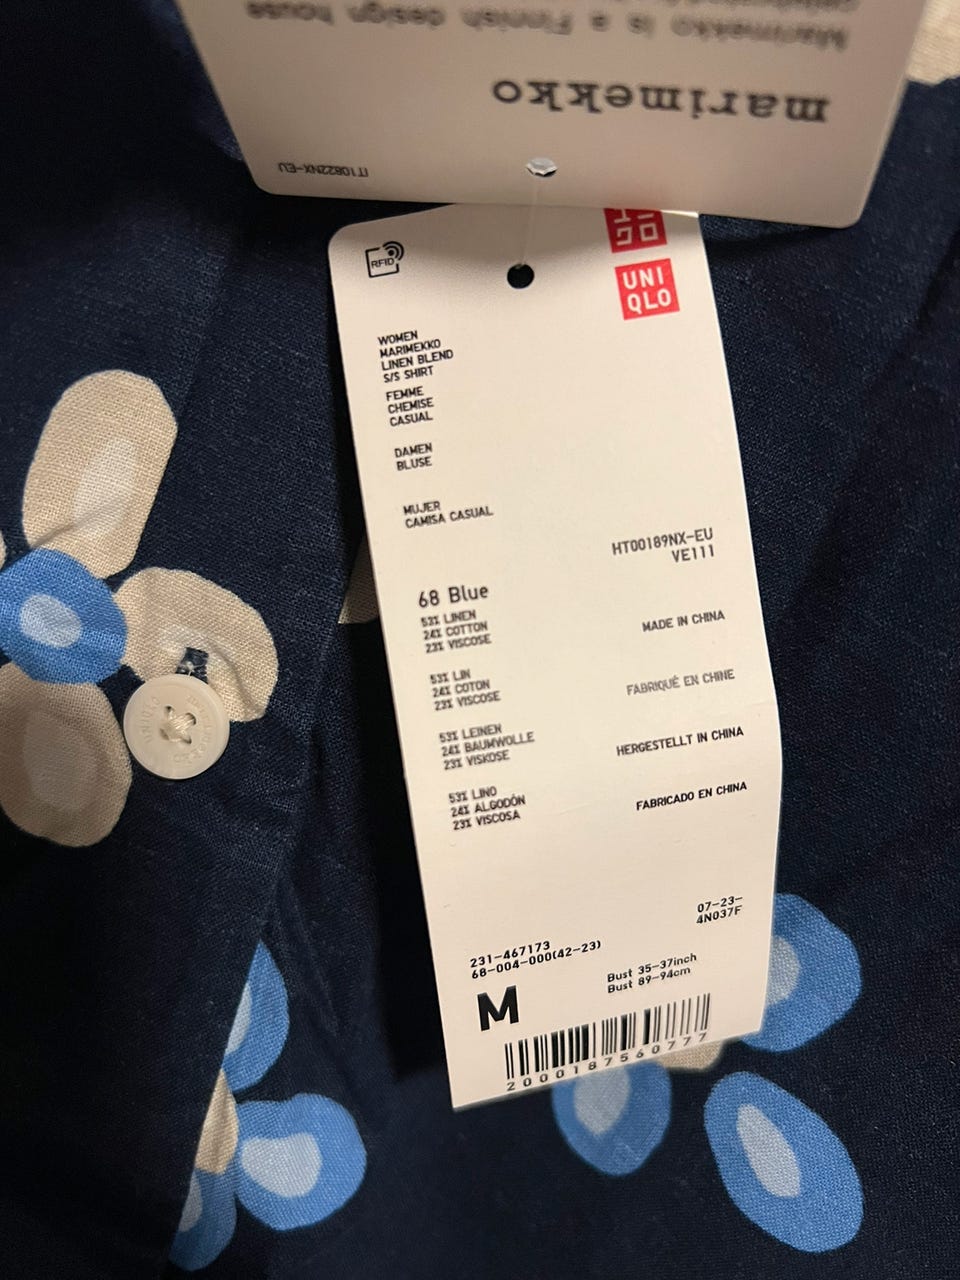 Marimekko is a Finnish design house
marimekko
IT10822NX-EU
RFID
UNI
QLO
WOMEN
MARIMEKKO
LINEN BLEND
S/S SHIRT
FEMME
CHEMISE
CASUAL
DAMEN
BLUSE
MUJER
CAMISA CASUAL
HT00189NX-EU
VE111
68 Blue
53% LINEN
24% COTTON
23% VISCOSE
MADE IN CHINA
53% LIN
24% COTON
23% VISCOSE
FABRIQUÉ EN CHINE
53% LEINEN
24% BAUMWOLLE
23% VISKOSE
HERGESTELLT IN CHINA
53% LINO
24% ALGODÓN
23% VISCOSA
FABRICADO EN CHINA
07-23-
4N037F
231-467173
68-004-000(42-23)
Bust 35-37inch
Bust 89-94cm
M
2000187560777